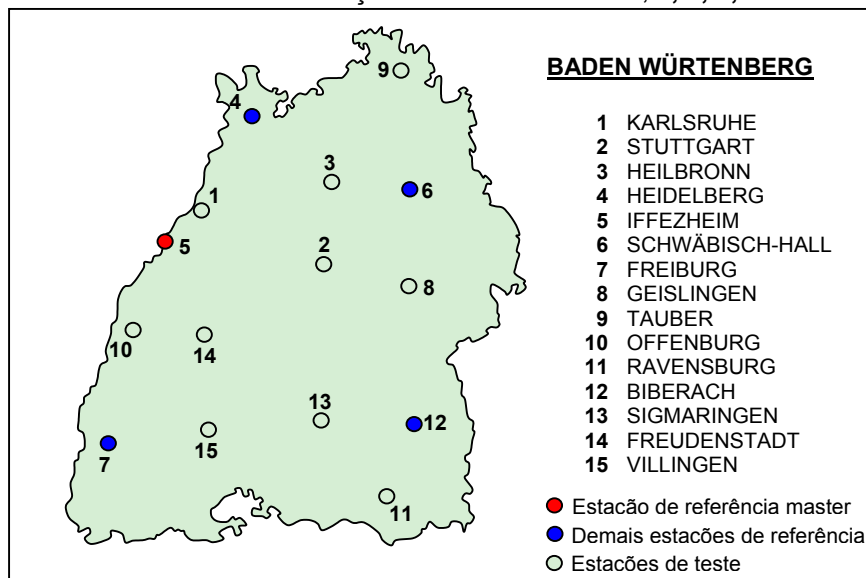 BADEN WÜRTENBERG
1 KARLSRUHE
2 STUTTGART
3 HEILBRONN
4 HEIDELBERG
5 IFFEZHEIM
6 SCHWÄBISCH-HALL
7 FREIBURG
8 GEISLINGEN
9 TAUBER
10 OFFENBURG
11 RAVENSBURG
12 BIBERACH
13 SIGMARINGEN
14 FREUDENSTADT
15 VILLINGEN
Estacão de referência master
Demais estacões de referência
Estacões de teste
9
4
3
6
1
5
2
8
10
14
13
12
15
7
11